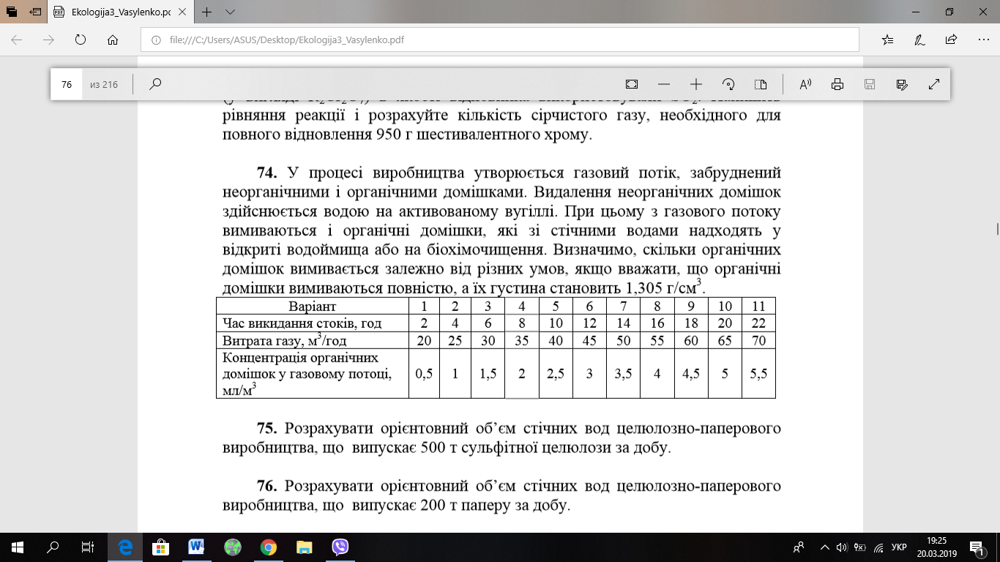 Ekologija3_Vasylenko.pd
file:///C:/Users/ASUS/Desktop/Ekologija3_Vasylenko.pdf
76 из 216
рівняння реакції і розрахуйте кількість сірчистого газу, необхідного для
повного відновлення 950 г шестивалентного хрому.
74. У процесі виробництва утворюється газовий потік, забруднений
неорганічними і органічними домішками. Видалення неорганічних домішок
здійснюється водою на активованому вугіллі. При цьому з газового потоку
вимиваються і органічні домішки, які зі стічними водами надходять у
відкриті водоймища або на біохімочищення. Визначимо, скільки органічних
домішок вимивається залежно від різних умов, якщо вважати, що органічні
домішки вимиваються повністю, а їх густина становить 1,305 г/см³.
Варіант 1 2 3 4 5 6 7 8 9 10 11
Час викидання стоків, год 2 4 6 8 10 12 14 16 18 20 22
Витрата газу, м³/год 20 25 30 35 40 45 50 55 60 65 70
Концентрація органічних
домішок у газовому потоці, 0,5 1 1,5 2 2,5 3 3,5 4 4,5 5 5,5
мл/м³
75. Розрахувати орієнтовний об’єм стічних вод целюлозно-паперового
виробництва, що випускає 500 т сульфітної целюлози за добу.
76. Розрахувати орієнтовний об’єм стічних вод целюлозно-паперового
виробництва, що випускає 200 т паперу за добу.
УКР
19:25
20.03.2019
1